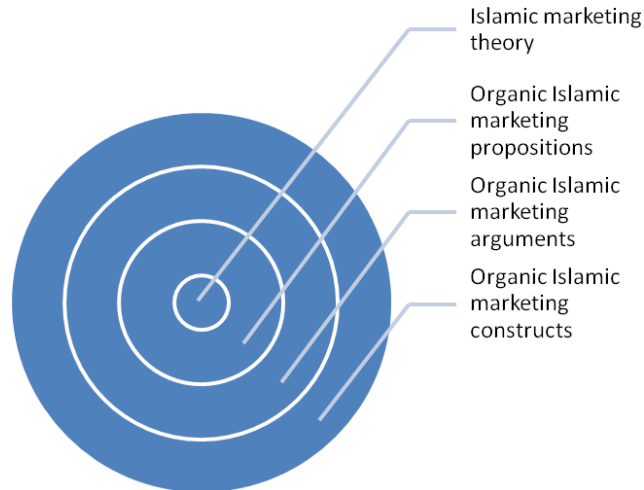 Islamic marketing
theory
Organic Islamic
marketing
propositions
Organic Islamic
marketing
arguments
Organic Islamic
marketing
constructs